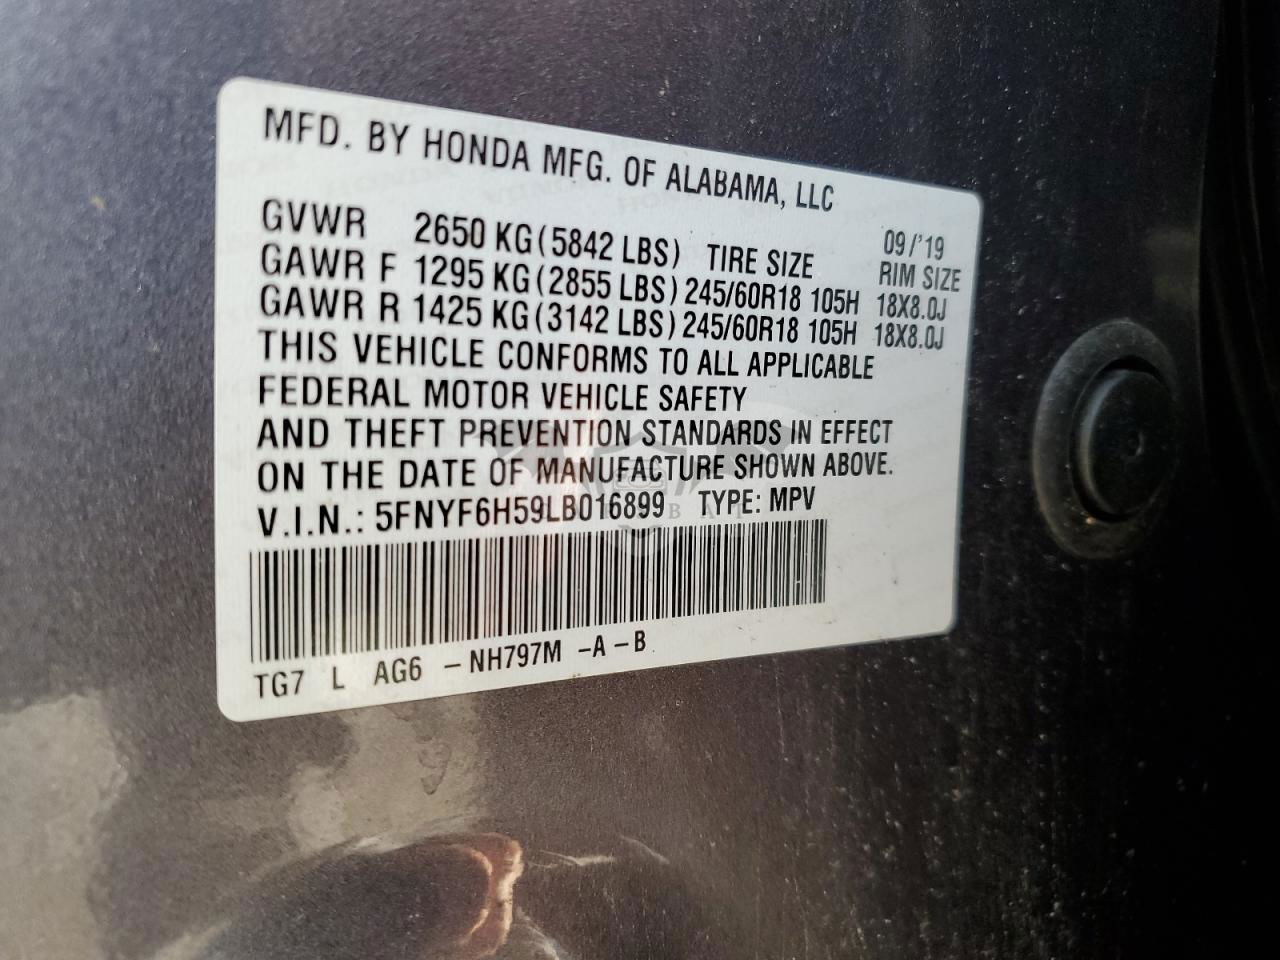 MFD. BY HONDA MFG. OF ALABAMA, LLC
09/'19
GVWR 2650 KG(5842 LBS) TIRE SIZE RIM SIZE
GAWR F 1295 KG(2855 LBS) 245/60R18 105H 18X8.0J
GAWR R 1425 KG(3142 LBS) 245/60R18 105H 18X8.0J
THIS VEHICLE CONFORMS TO ALL APPLICABLE
FEDERAL MOTOR VEHICLE SAFETY
AND THEFT PREVENTION STANDARDS IN EFFECT
ON THE DATE OF MANUFACTURE SHOWN ABOVE.
V.I.N.: 5FNYF6H59LB016899 TYPE: MPV
TG7 L AG6 -NH797M -A-B